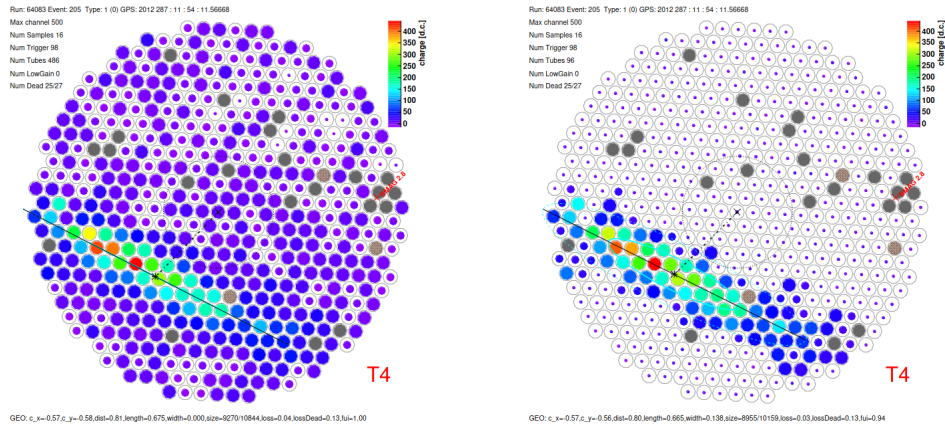 Run: 64083 Event: 205 Type: 1 (0) GPS: 2012 287 : 11 : 54 : 11.56668
Max channel 500
Num Samples 16
Num Trigger 98
Num Tubes 486
Num LowGain 0
Num Dead 25/27
400
350
300
250
200
150
100
50
0
charge [d.c.]
T4
GEO: c_x=-0.57,c_y=-0.58,dist=0.81,length=0.675,width=0.000,size=9270/10844,loss=0.04,lossDead=0.13,fui=1.00
Run: 64083 Event: 205 Type: 1 (0) GPS: 2012 287 : 11 : 54 : 11.56668
Max channel 500
Num Samples 16
Num Trigger 98
Num Tubes 96
Num LowGain 0
Num Dead 25/27
400
350
300
250
200
150
100
50
0
charge [d.c.]
T4
GEO: c_x=-0.57,c_y=-0.56,dist=0.80,length=0.665,width=0.138,size=8955/10159,loss=0.03,lossDead=0.13,fui=0.94